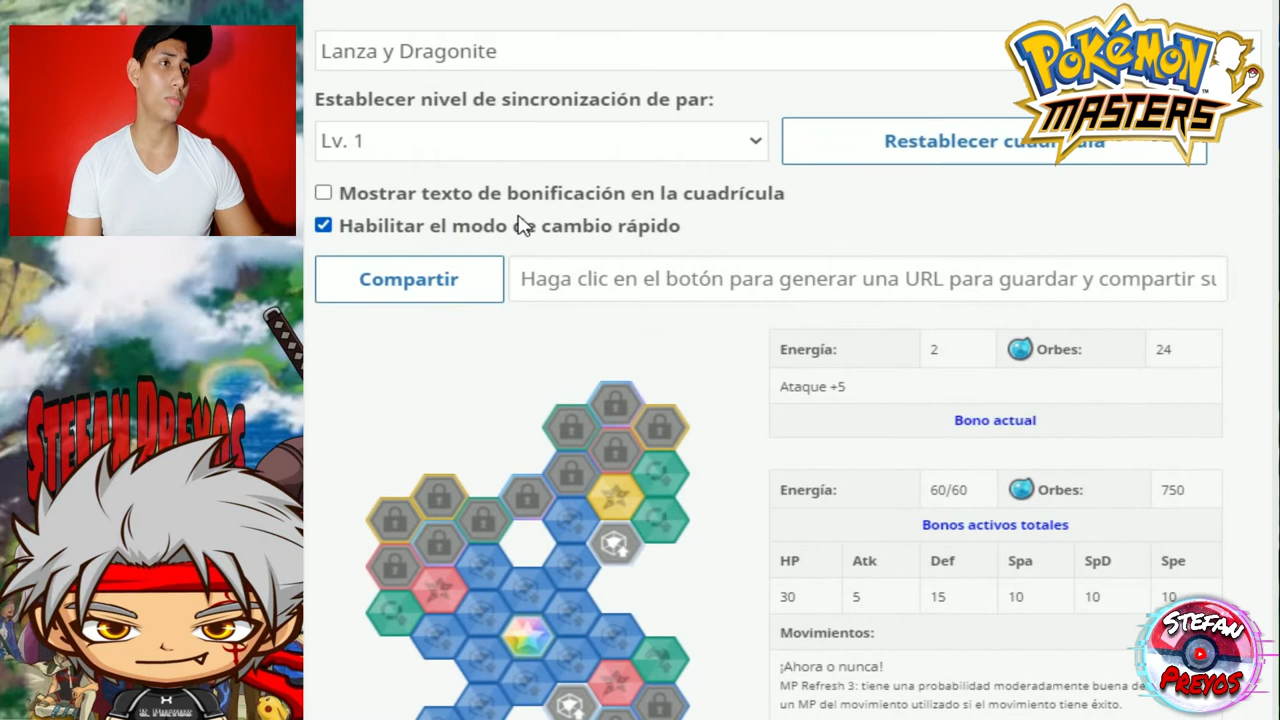 Lanza y Dragonite
POKÉMON
MASTERS
Establecer nivel de sincronización de par:
Lv. 1
Restablecer
Mostrar texto de bonificación en la cuadrícula
Habilitar el modo de cambio rápido
Compartir
Haga clic en el botón para generar una URL para guardar y compartir su
Energía: 2 Orbes: 24
Ataque +5
Bono actual
Energía: 60/60 Orbes: 750
Bonos activos totales
HP Atk Def Spa SpD Spe
30 5 15 10 10 10
Movimientos:
¡Ahora o nunca!
MP Refresh 3: tiene una probabilidad moderadamente buena de
un MP del movimiento utilizado si el movimiento tiene éxito.
STEFAN PREYOS
STEFAN
PREYOS